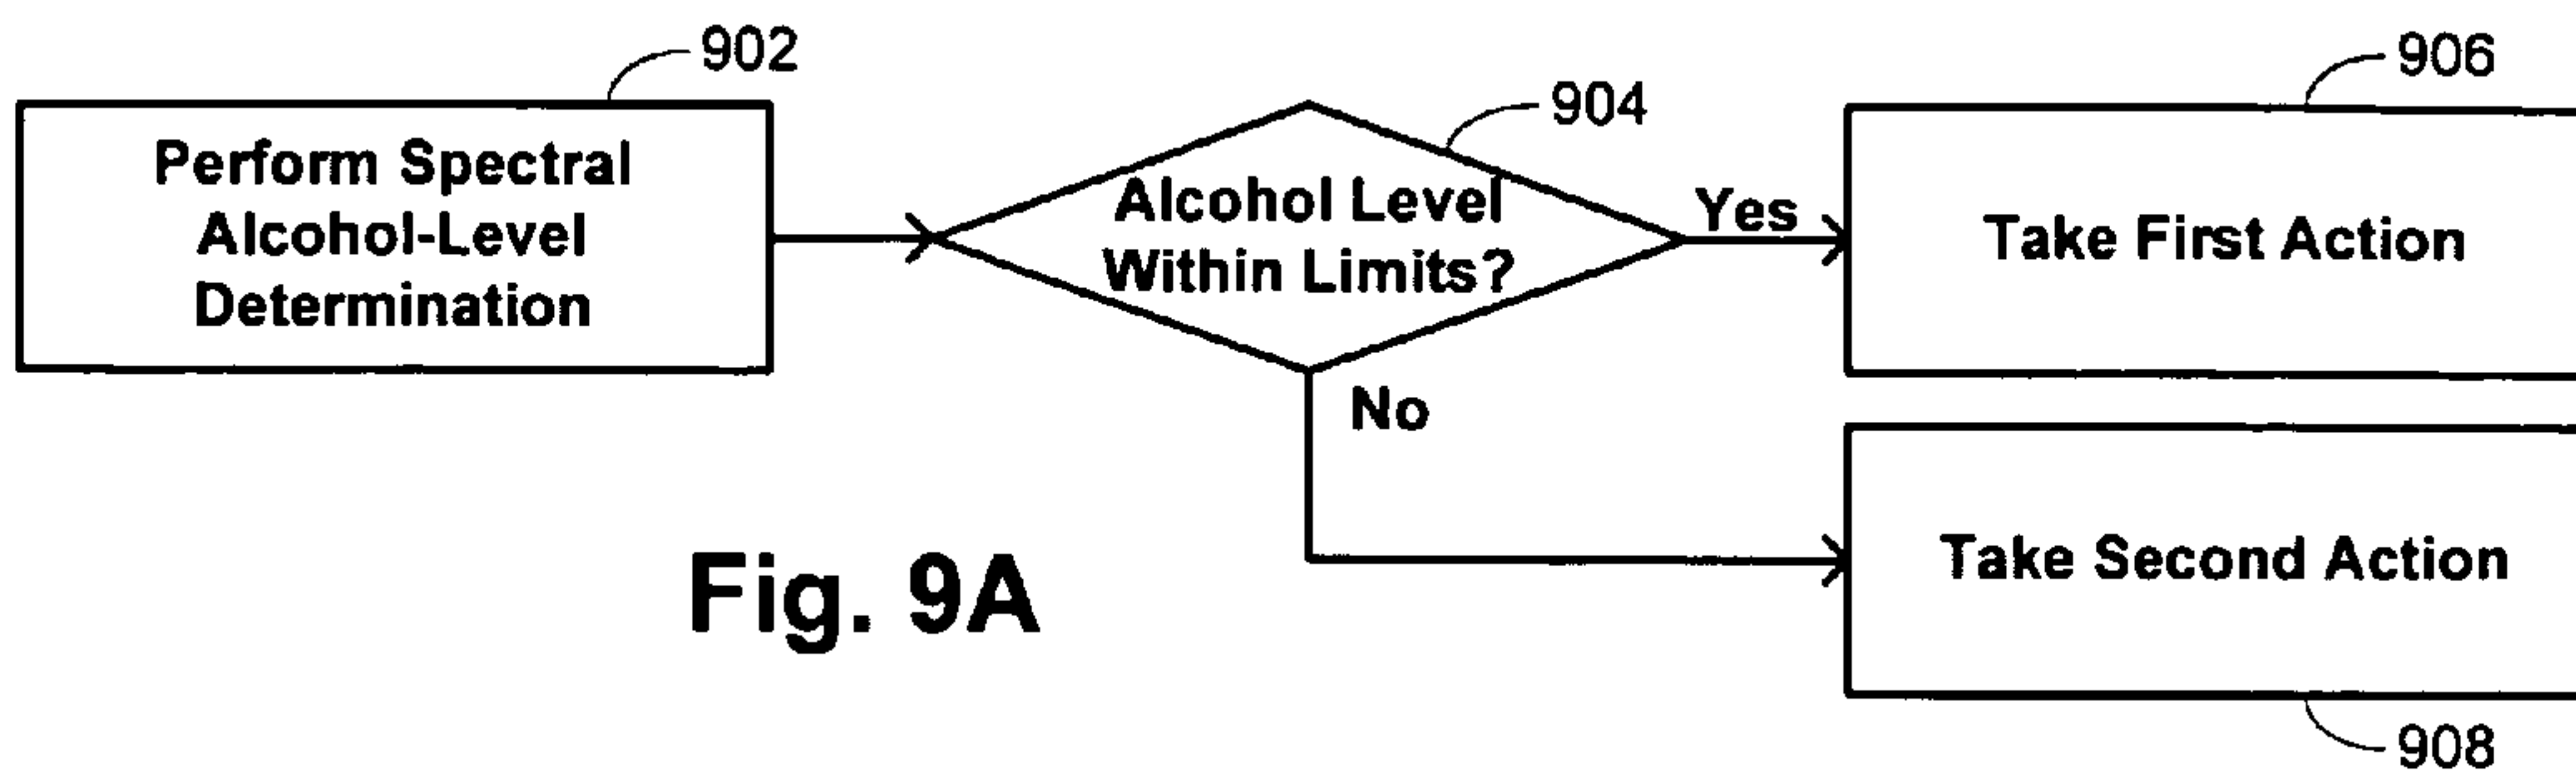 902
Perform Spectral
Alcohol-Level
Determination
904
Alcohol Level
Within Limits?
Yes
No
906
Take First Action
Take Second Action
908
Fig. 9A